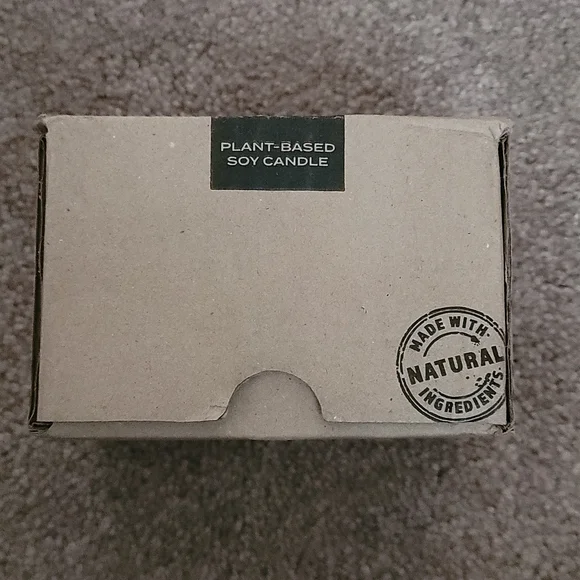 PLANT-BASED
SOY CANDLE
MADE WITH
NATURAL
INGREDIENTS